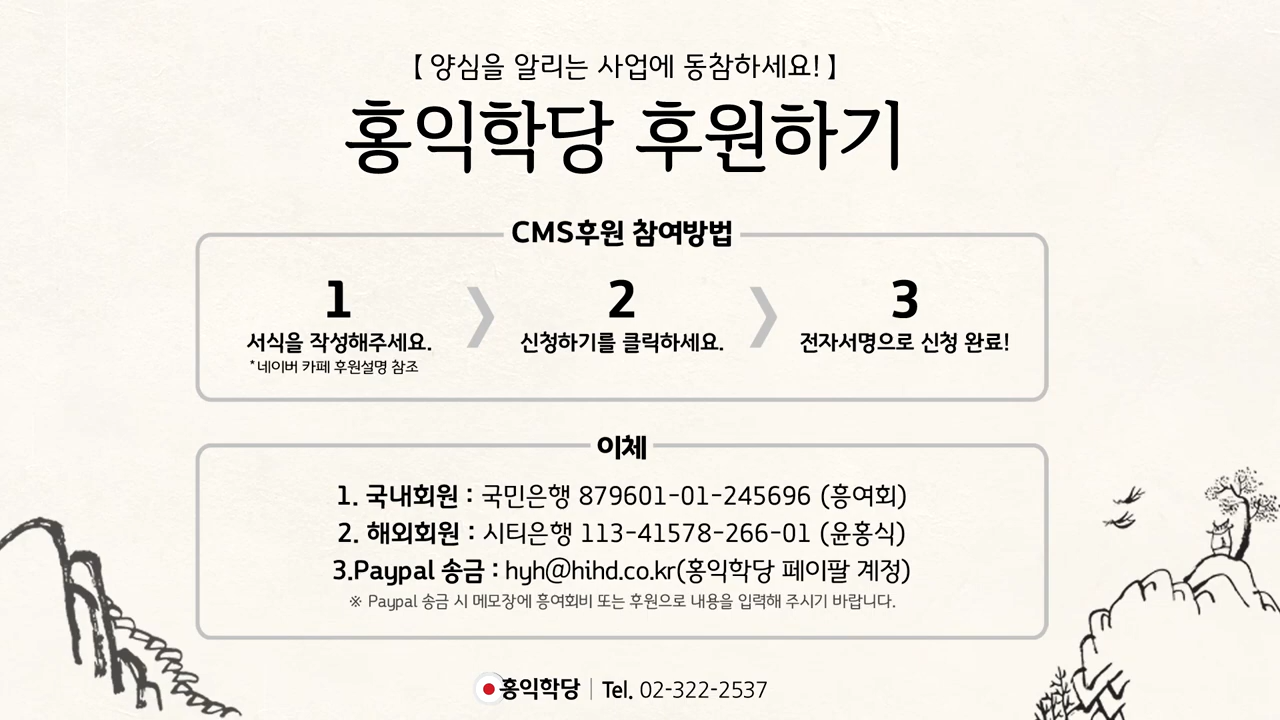 【 양심을 알리는 사업에 동참하세요! 】
홍익학당 후원하기
CMS후원 참여방법
1
서식을 작성해주세요.
*네이버 카페 후원설명 참조
2
신청하기를 클릭하세요.
3
전자서명으로 신청 완료!
이체
1. 국내회원 : 국민은행 879601-01-245696 (흥여회)
2. 해외회원 : 시티은행 113-41578-266-01 (윤홍식)
3.Paypal 송금 : hyh@hihd.co.kr(홍익학당 페이팔 계정)
※ Paypal 송금 시 메모장에 흥여회비 또는 후원으로 내용을 입력해 주시기 바랍니다.
홍익학당 | Tel. 02-322-2537